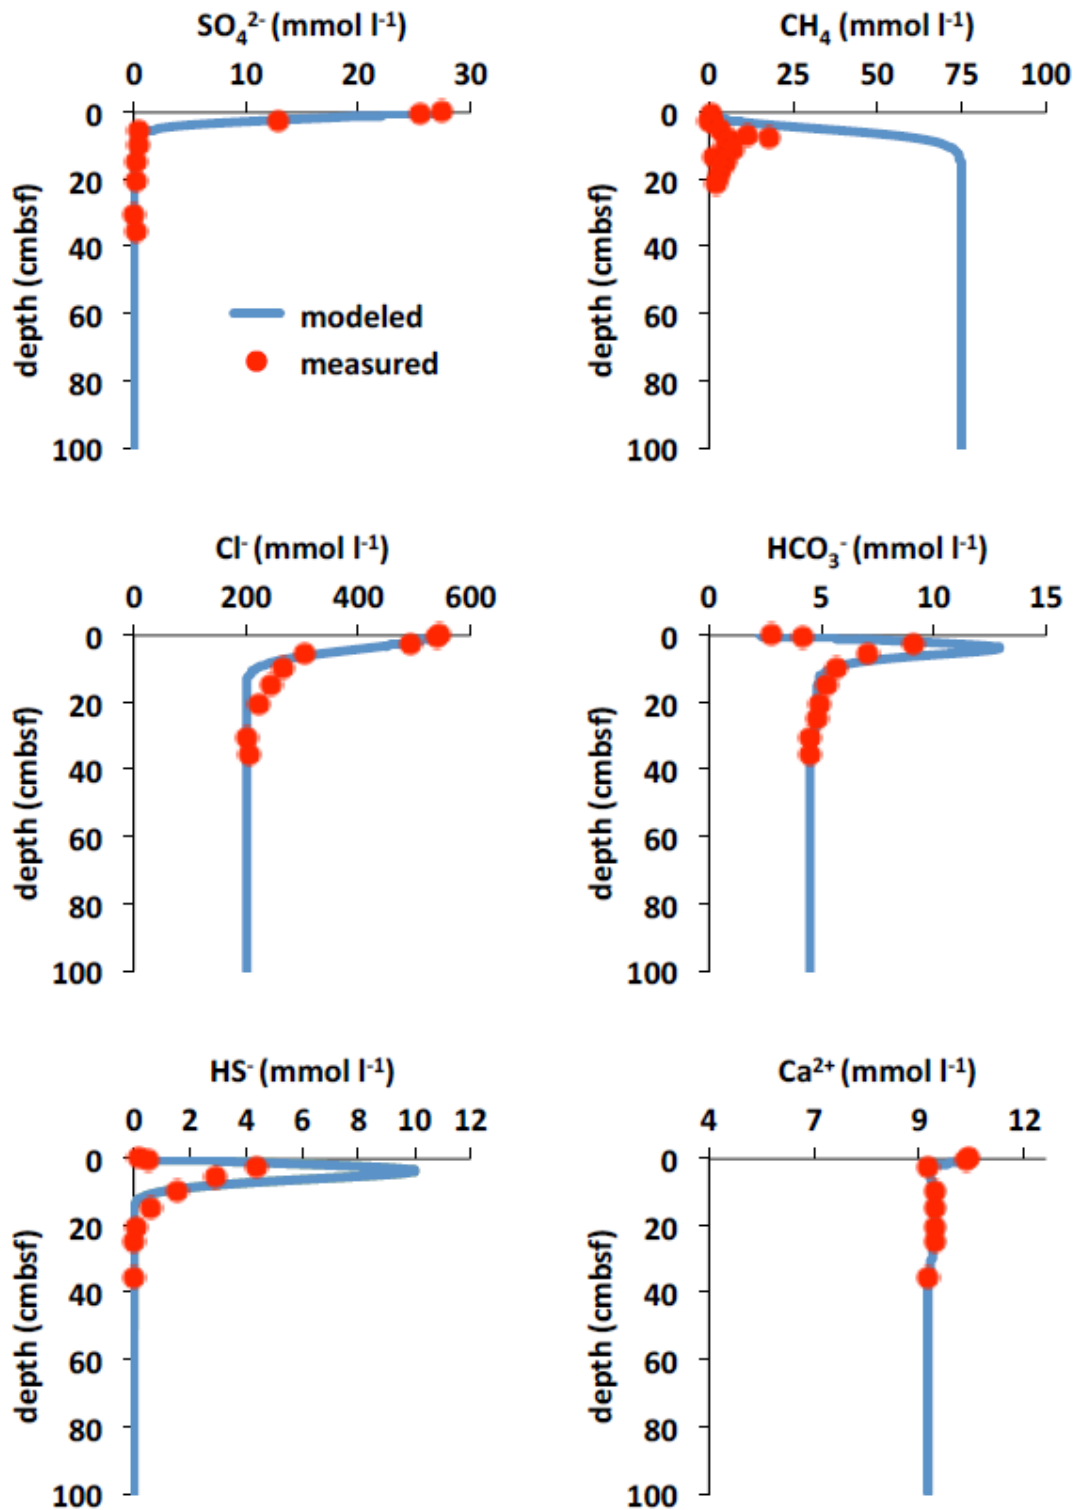 SO₄²⁻ (mmol l⁻¹)
0 10 20 30
depth (cmbsf)
0
20
40
60
80
100
modeled
measured
CH₄ (mmol l⁻¹)
0 25 50 75 100
depth (cmbsf)
0
20
40
60
80
100
Cl⁻ (mmol l⁻¹)
0 200 400 600
depth (cmbsf)
0
20
40
60
80
100
HCO₃⁻ (mmol l⁻¹)
0 5 10 15
depth (cmbsf)
0
20
40
60
80
100
HS⁻ (mmol l⁻¹)
0 2 4 6 8 10 12
depth (cmbsf)
0
20
40
60
80
100
Ca²⁺ (mmol l⁻¹)
4 7 9 12
depth (cmbsf)
0
20
40
60
80
100